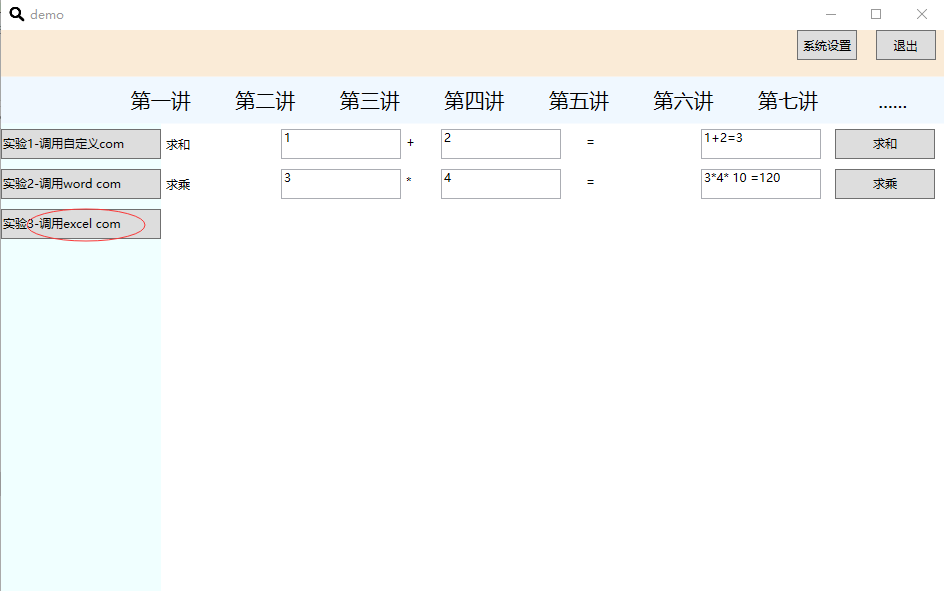 demo
系统设置 退出
第一讲 第二讲 第三讲 第四讲 第五讲 第六讲 第七讲 ......
实验1-调用自定义com 求和 1 + 2 = 1+2=3 求和
实验2-调用word com 求乘 3 * 4 = 3*4* 10 =120 求乘
实验3-调用excel com